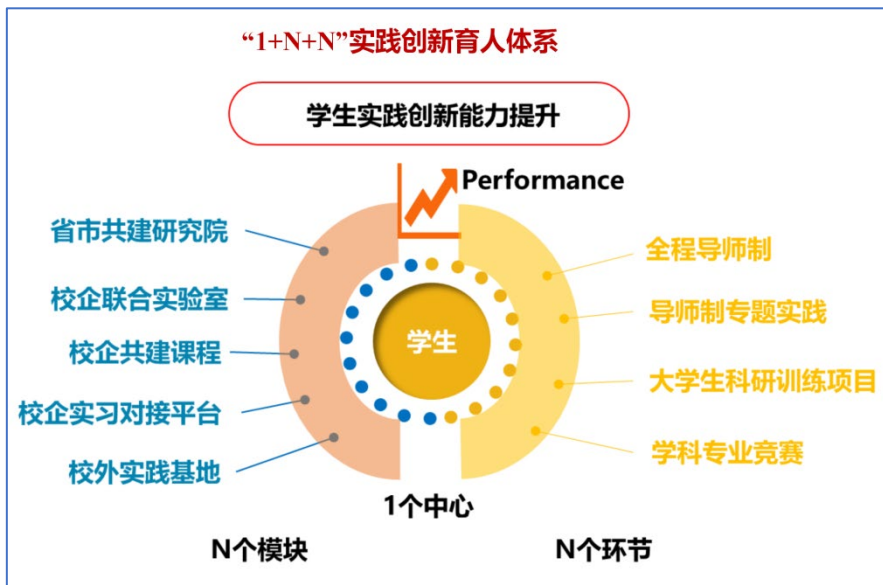 “1+N+N”实践创新育人体系
学生实践创新能力提升
Performance
省市共建研究院
校企联合实验室
校企共建课程
校企实习对接平台
校外实践基地
学生
全程导师制
导师制专题实践
大学生科研训练项目
学科专业竞赛
1个中心
N个模块
N个环节